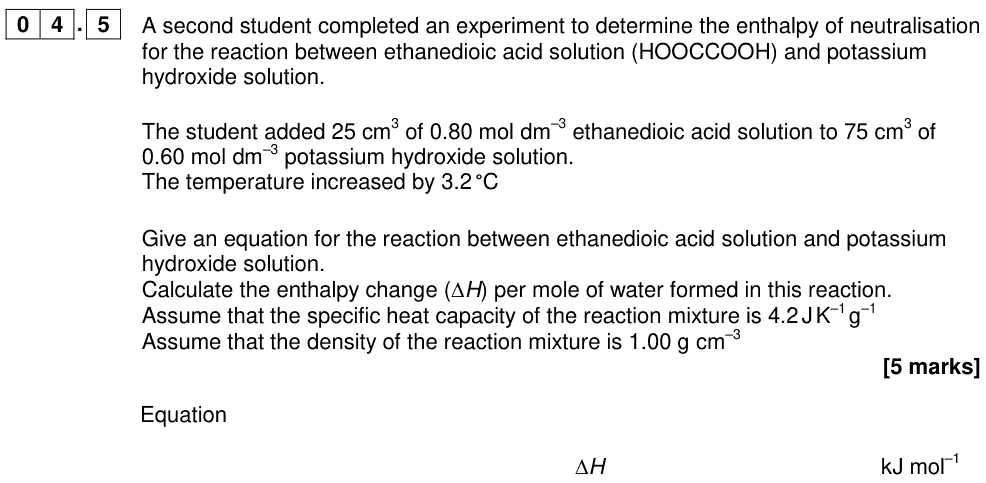 0 4 . 5 A second student completed an experiment to determine the enthalpy of neutralisation
for the reaction between ethanedioic acid solution (HOOCCOOH) and potassium
hydroxide solution.
The student added 25 cm³ of 0.80 mol dm⁻³ ethanedioic acid solution to 75 cm³ of
0.60 mol dm⁻³ potassium hydroxide solution.
The temperature increased by 3.2 °C
Give an equation for the reaction between ethanedioic acid solution and potassium
hydroxide solution.
Calculate the enthalpy change (ΔH) per mole of water formed in this reaction.
Assume that the specific heat capacity of the reaction mixture is 4.2 J K⁻¹ g⁻¹
Assume that the density of the reaction mixture is 1.00 g cm⁻³
[5 marks]
Equation
ΔH kJ mol⁻¹